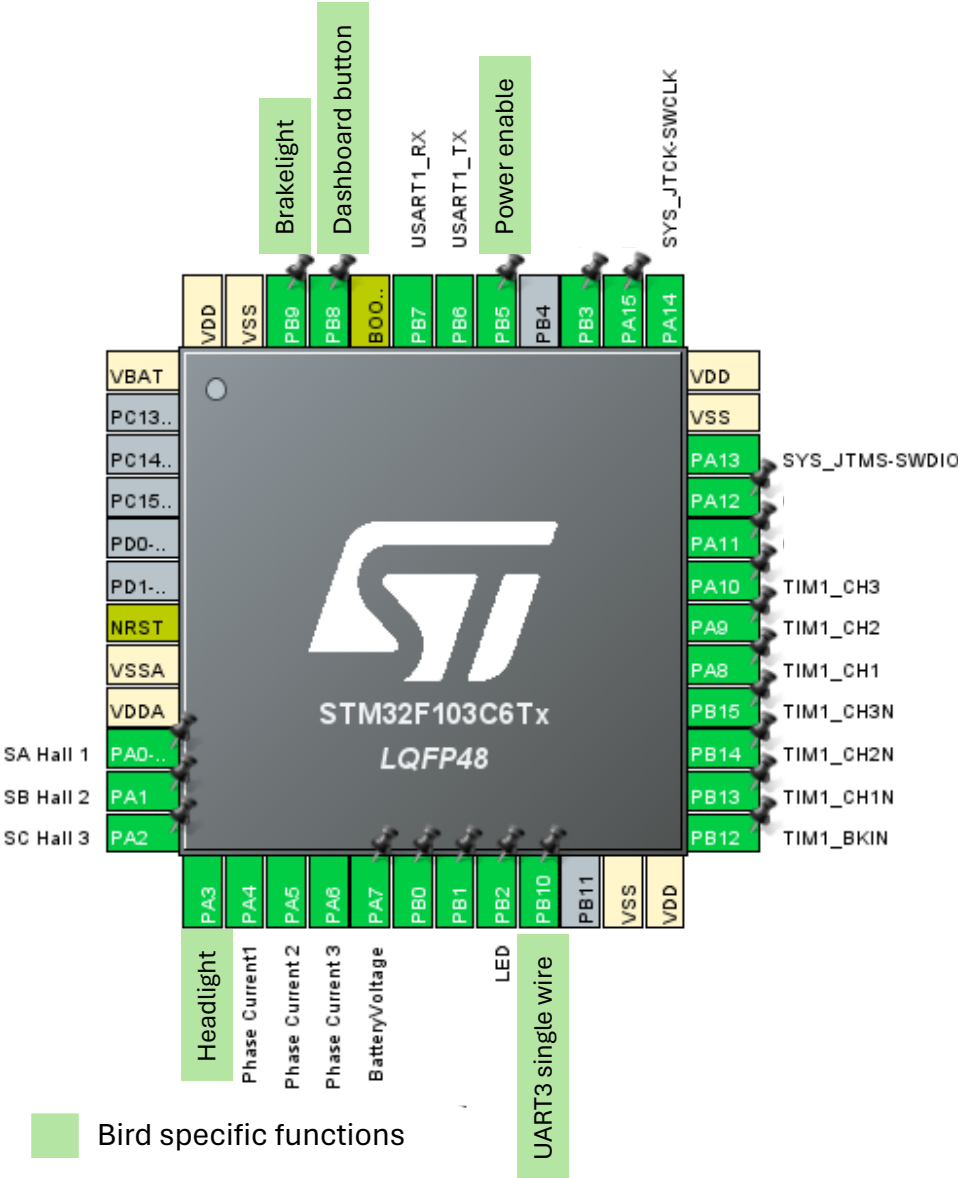 Brakelight
Dashboard button
USART1_RX
USART1_TX
Power enable
SYS_JTCK-SWCLK
VDD
VSS
PB9
PB8
BOO..
PB7
PB6
PB5
PB4
PB3
PA15
PA14
VBAT
PC13..
PC14..
PC15..
PD0-..
PD1-..
NRST
VSSA
VDDA
SA Hall 1 PA0-..
SB Hall 2 PA1
SC Hall 3 PA2
ST
STM32F103C6Tx
LQFP48
VDD
VSS
PA13 SYS_JTMS-SWDIO
PA12
PA11
PA10 TIM1_CH3
PA9 TIM1_CH2
PA8 TIM1_CH1
PB15 TIM1_CH3N
PB14 TIM1_CH2N
PB13 TIM1_CH1N
PB12 TIM1_BKIN
PA3
PA4
PA5
PA6
PA7
PB0
PB1
PB2
PB10
PB11
VSS
VDD
Headlight
Phase Current1
Phase Current 2
Phase Current 3
BatteryVoltage
LED
UART3 single wire
Bird specific functions